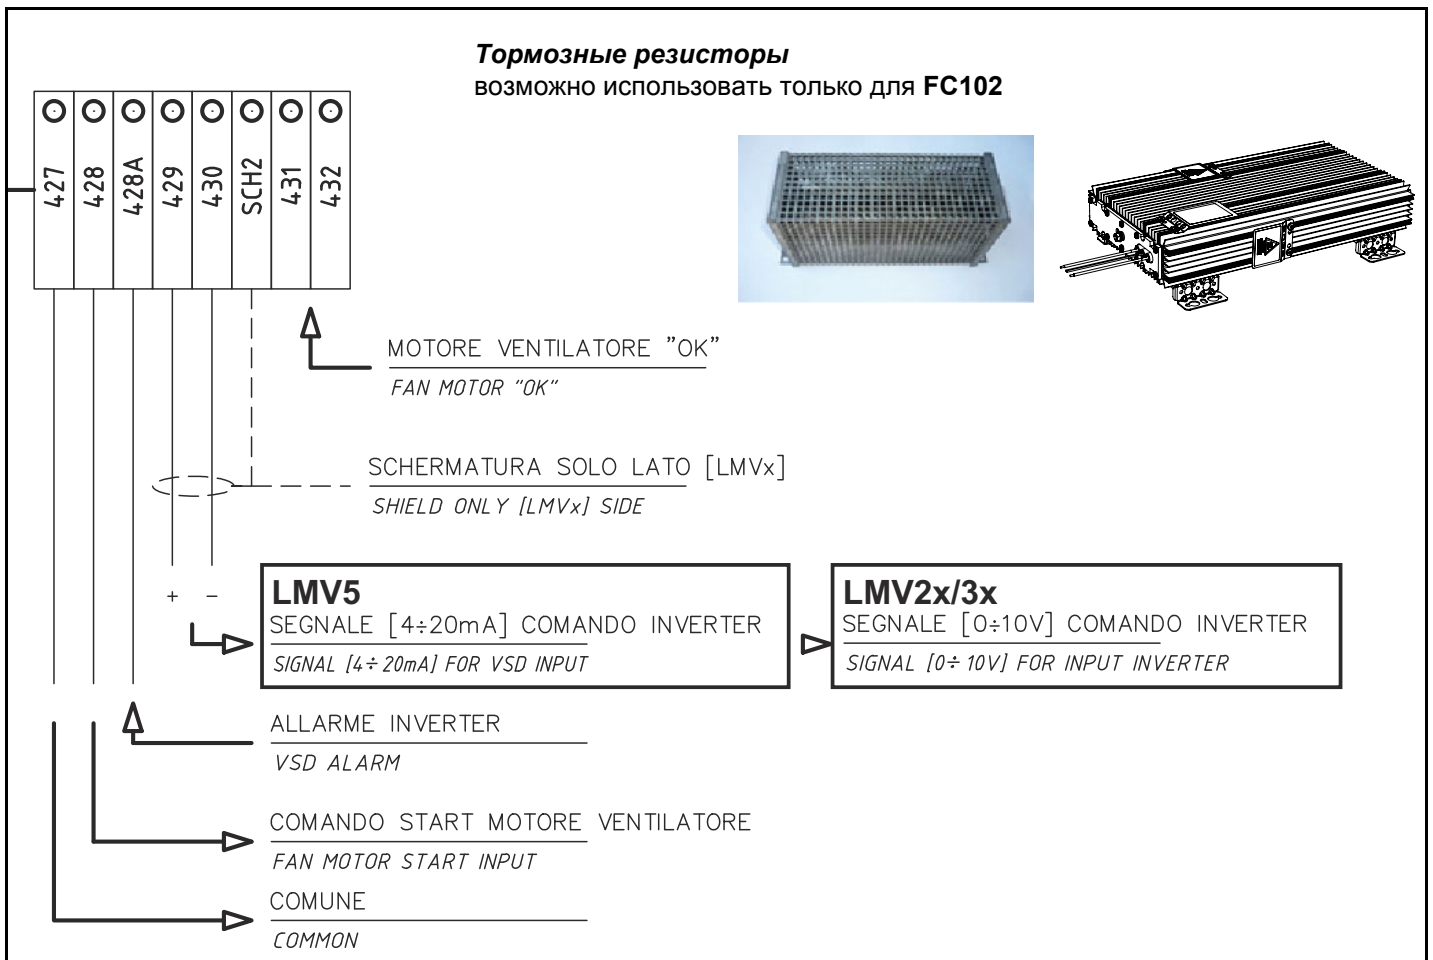 Тормозные резисторы
возможно использовать только для FC102
427
428
428A
429
430
SCH2
431
432
MOTORE VENTILATORE ”OK”
FAN MOTOR "OK"
SCHERMATURA SOLO LATO [LMVx]
SHIELD ONLY [LMVx] SIDE
+ −
LMV5
SEGNALE [4÷20mA] COMANDO INVERTER
SIGNAL [4÷20mA] FOR VSD INPUT
LMV2x/3x
SEGNALE [0÷10V] COMANDO INVERTER
SIGNAL [0÷10V] FOR INPUT INVERTER
ALLARME INVERTER
VSD ALARM
COMANDO START MOTORE VENTILATORE
FAN MOTOR START INPUT
COMUNE
COMMON